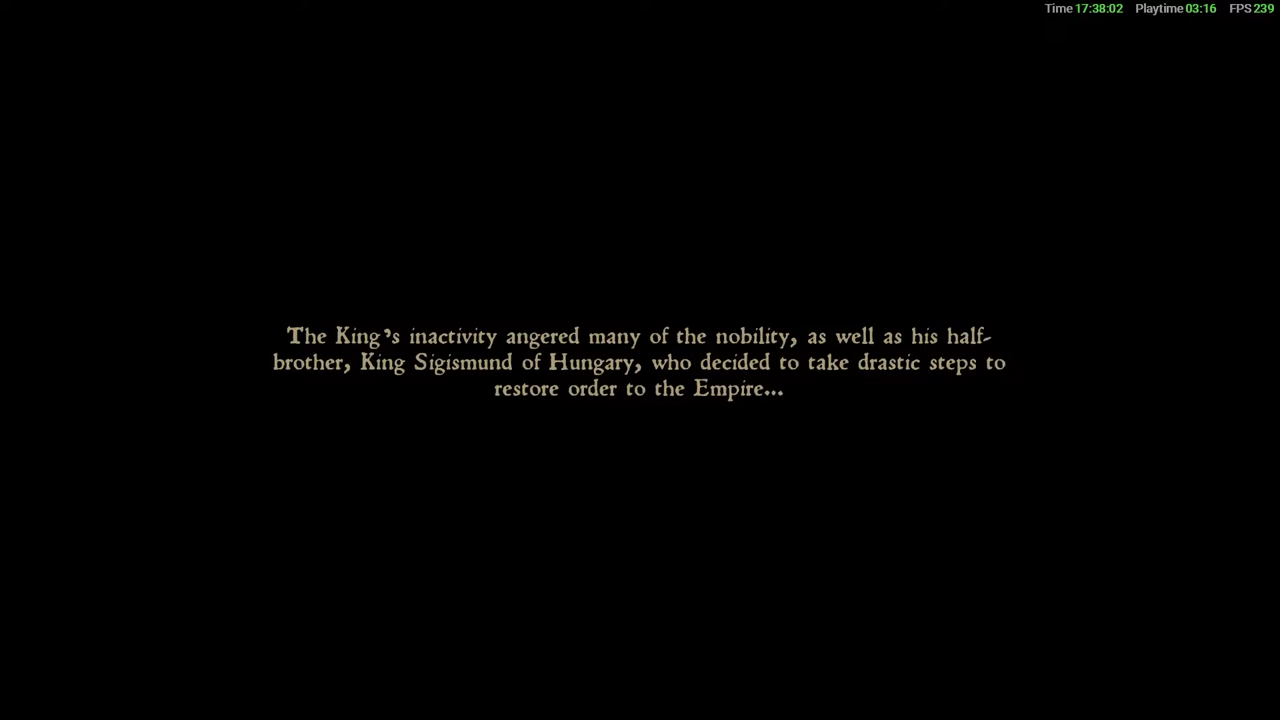 Time 17:38:02 Playtime 03:16 FPS 239
The King's inactivity angered many of the nobility, as well as his half-
brother, King Sigismund of Hungary, who decided to take drastic steps to
restore order to the Empire...